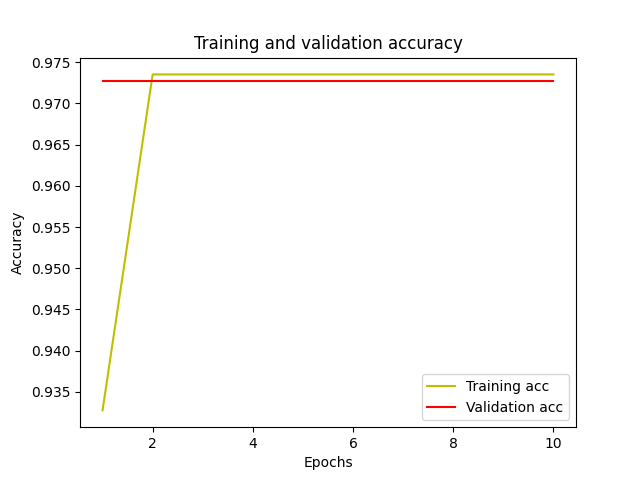 Training and validation accuracy
0.975
0.970
0.965
0.960
0.955
0.950
0.945
0.940
0.935
Accuracy
2 4 6 8 10
Epochs
Training acc
Validation acc